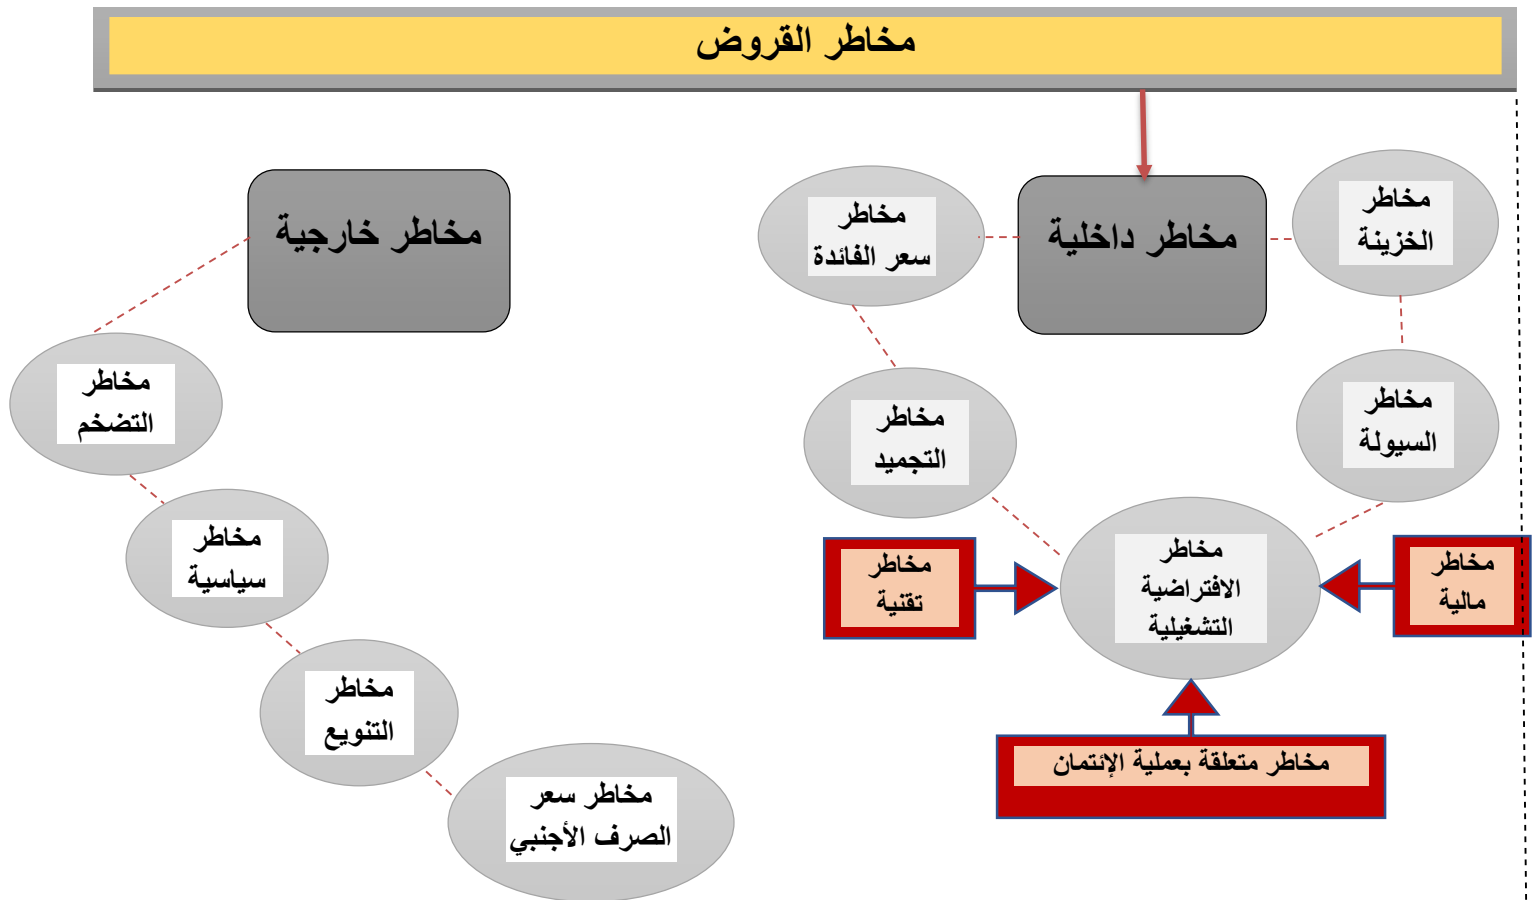 مخاطر القروض
مخاطر
الخزينة
مخاطر داخلية
مخاطر
سعر الفائدة
مخاطر خارجية
مخاطر
السيولة
مخاطر
التجميد
مخاطر
التضخم
مخاطر
مالية
مخاطر
الافتراضية
التشغيلية
مخاطر
تقنية
مخاطر
سياسية
مخاطر
التنويع
مخاطر متعلقة بعملية الإئتمان
مخاطر سعر
الصرف الأجنبي